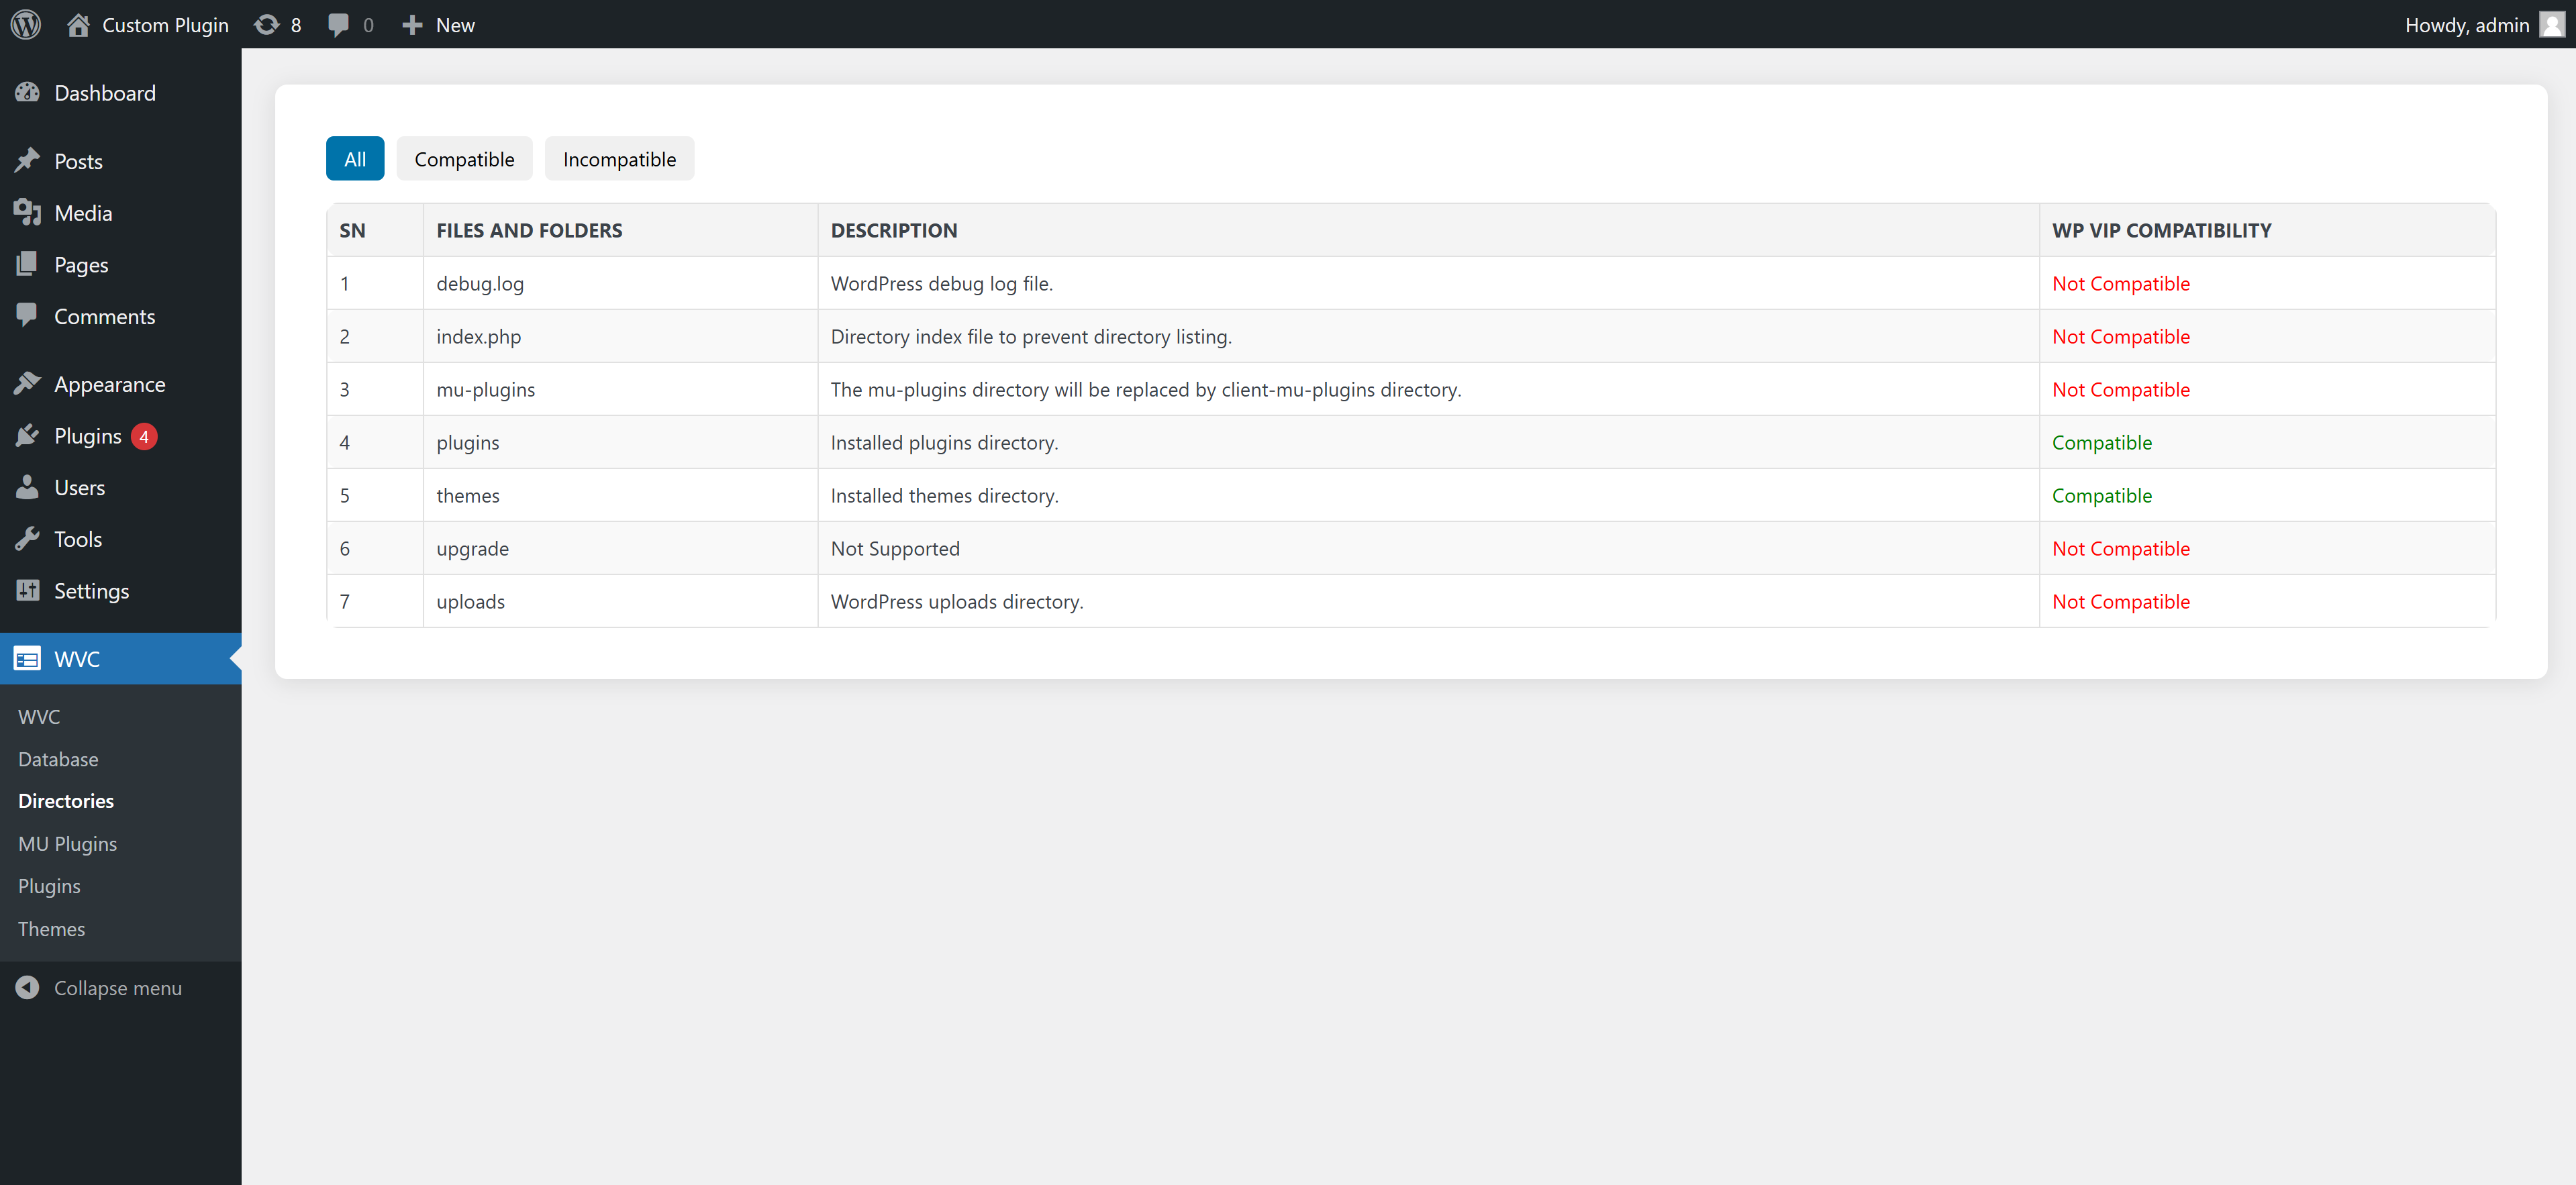 Custom Plugin 8 0 New Howdy, admin
Dashboard
Posts
Media
Pages
Comments
Appearance
Plugins 4
Users
Tools
Settings
WVC
WVC
Database
Directories
MU Plugins
Plugins
Themes
Collapse menu
All Compatible Incompatible
SN FILES AND FOLDERS DESCRIPTION WP VIP COMPATIBILITY
1 debug.log WordPress debug log file. Not Compatible
2 index.php Directory index file to prevent directory listing. Not Compatible
3 mu-plugins The mu-plugins directory will be replaced by client-mu-plugins directory. Not Compatible
4 plugins Installed plugins directory. Compatible
5 themes Installed themes directory. Compatible
6 upgrade Not Supported Not Compatible
7 uploads WordPress uploads directory. Not Compatible